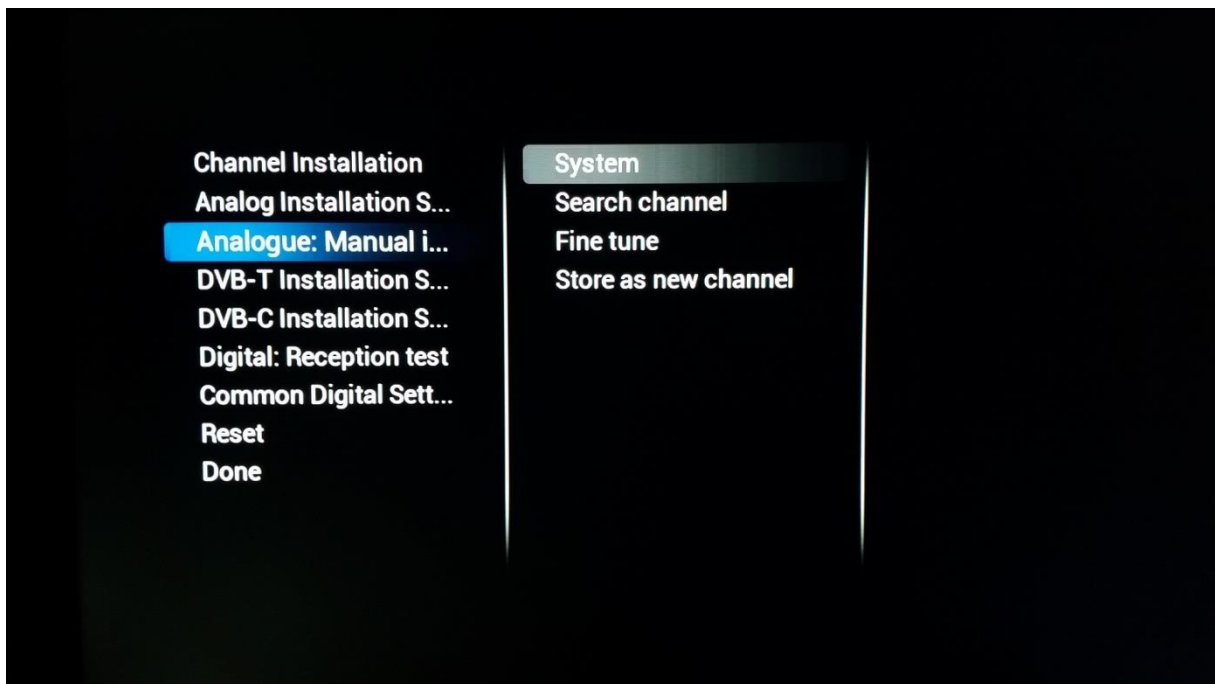 Channel Installation
Analog Installation S...
Analogue: Manual i...
DVB-T Installation S...
DVB-C Installation S...
Digital: Reception test
Common Digital Sett...
Reset
Done
System
Search channel
Fine tune
Store as new channel